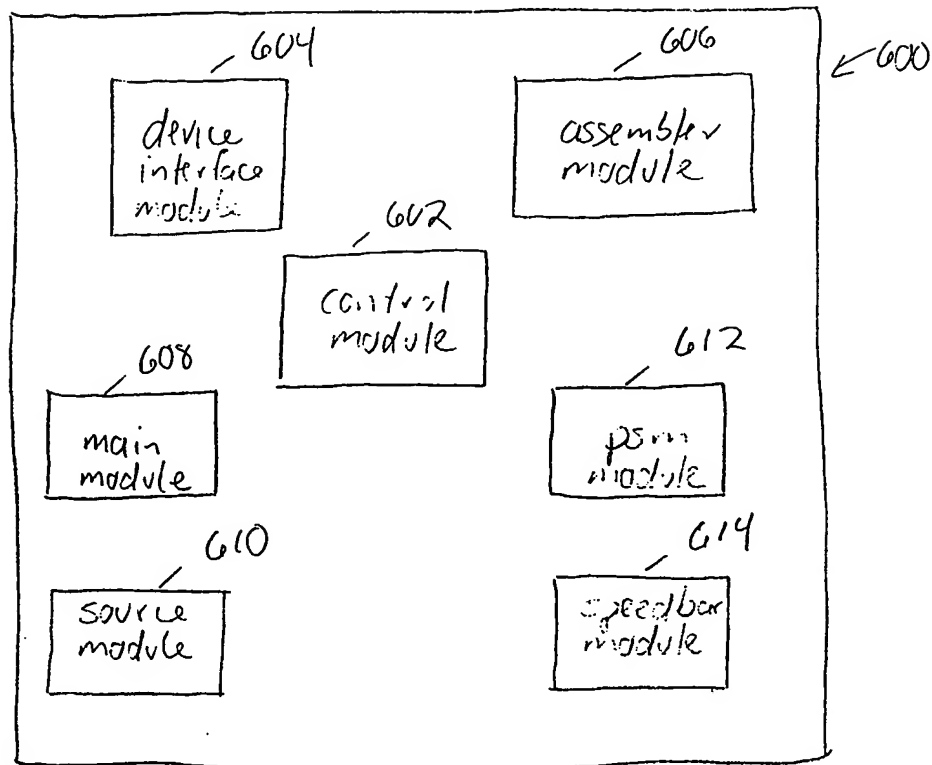 600
604
device
interface
module
606
assembler
module
602
control
module
608
main
module
612
psm
module
610
source
module
614
speedbar
module